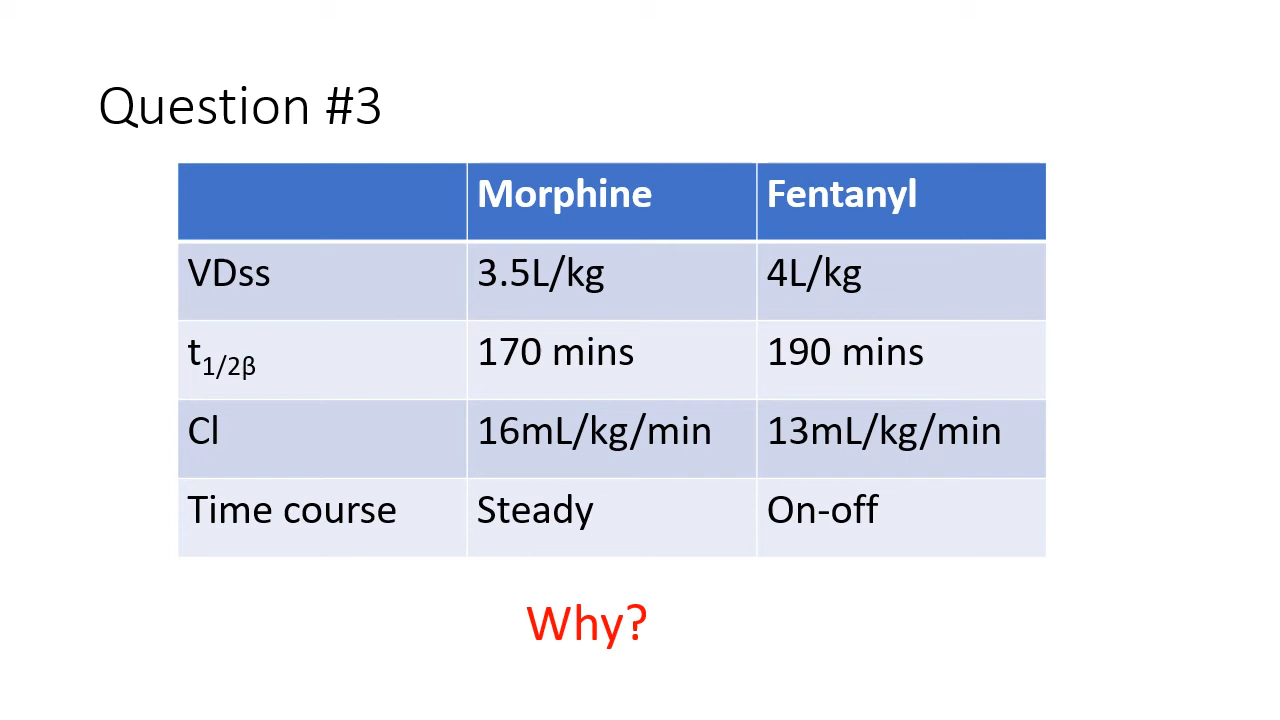 Question #3
Morphine Fentanyl
VDss 3.5L/kg 4L/kg
t1/2β 170 mins 190 mins
Cl 16mL/kg/min 13mL/kg/min
Time course Steady On-off
Why?